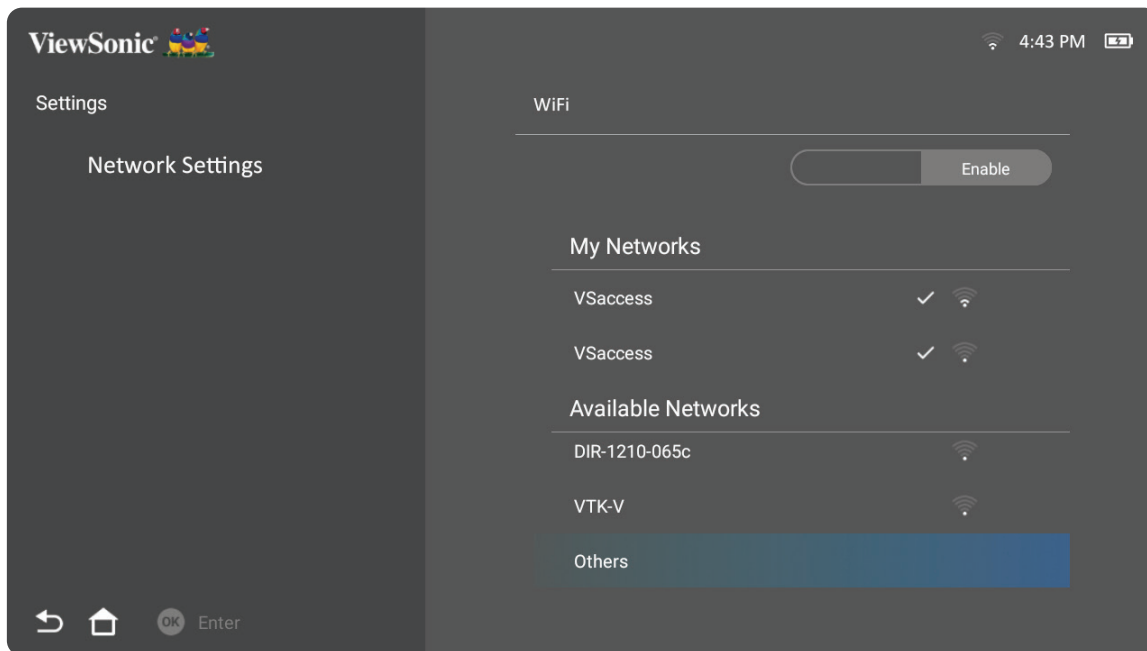 ViewSonic
4:43 PM
Settings
WiFi
Network Settings
Enable
My Networks
VSaccess
VSaccess
Available Networks
DIR-1210-065c
VTK-V
Others
OK Enter